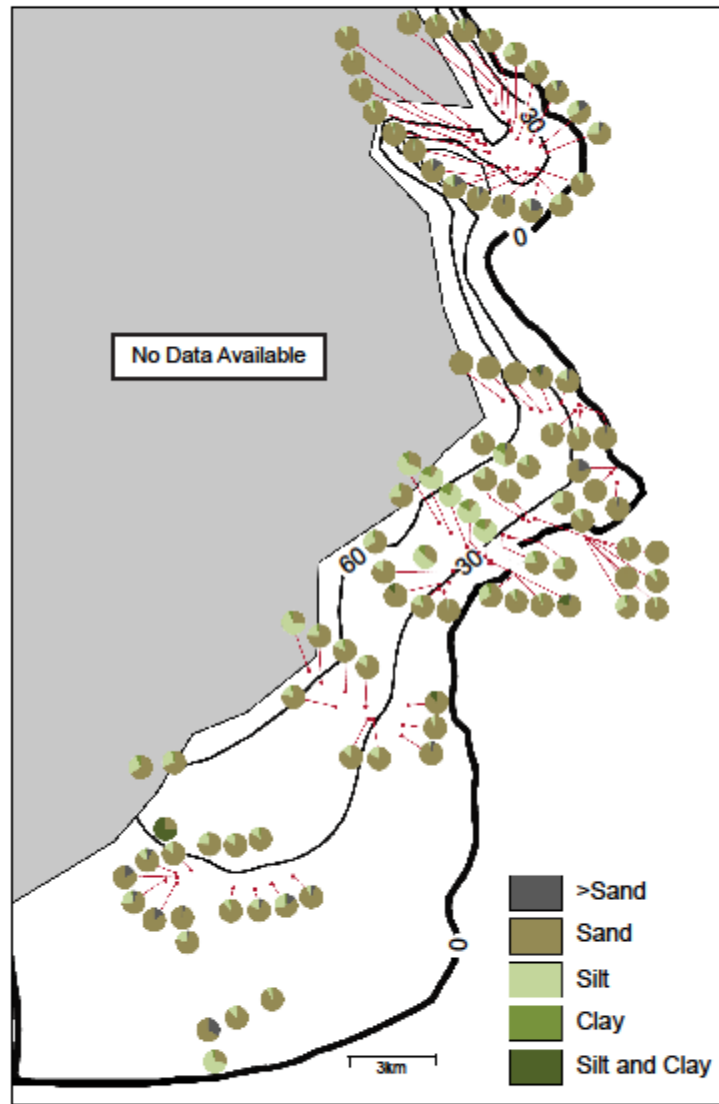 30
0
No Data Available
60
30
0
>Sand
Sand
Silt
Clay
Silt and Clay
3km